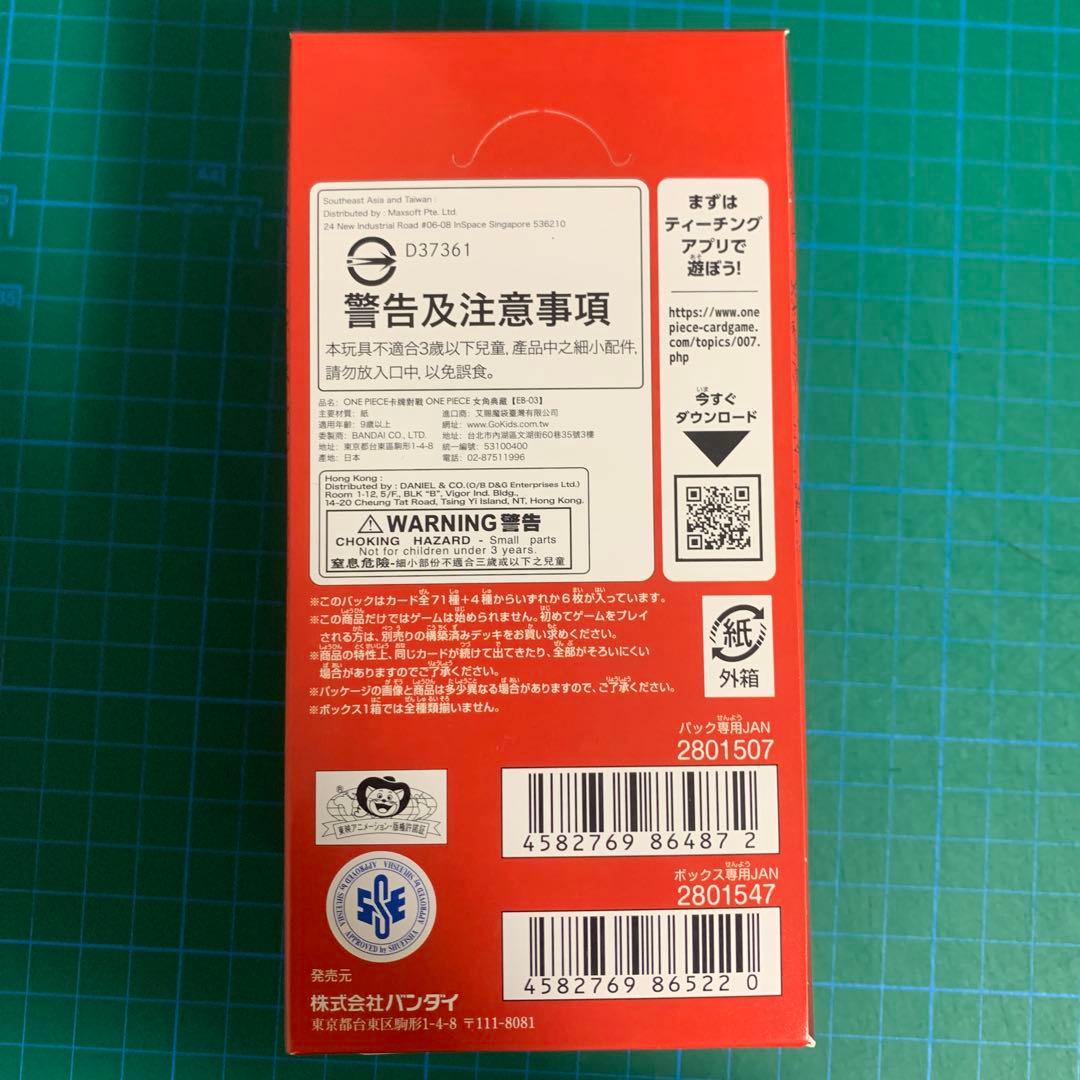 Southeast Asia and Taiwan :
Distributed by : Maxsoft Pte. Ltd.
24 New Industrial Road #06-08 InSpace Singapore 536210
D37361
警告及注意事項
本玩具不適合3歲以下兒童, 產品中之細小配件,
請勿放入口中, 以免誤食。
品名: ONE PIECE卡牌對戰 ONE PIECE 女角典藏【EB-03】
主要材質: 紙 進口商: 艾賜魔袋臺灣有限公司
適用年齡: 9歲以上 網址: www.GoKids.com.tw
委製商: BANDAI CO., LTD. 地址: 台北市內湖區文湖街60巷35號3樓
地址: 東京都台東區駒形1-4-8 統一編號: 53100400
產地: 日本 電話: 02-87511996
Hong Kong :
Distributed by : DANIEL & CO.(O/B D&G Enterprises Ltd.)
Room 1-12, 5/F., BLK "B", Vigor Ind. Bldg.,
14-20 Cheung Tat Road, Tsing Yi Island, NT, Hong Kong.
WARNING 警告
CHOKING HAZARD - Small parts
Not for children under 3 years.
窒息危險-細小部份不適合三歲或以下之兒童
まずは
ティーチング
アプリで
遊ぼう!
https://www.one
piece-cardgame.
com/topics/007.
php
今すぐ
ダウンロード
※このパックはカード全71種+4種からいずれか6枚が入っています。
※この商品だけではゲームは始められません。初めてゲームをプレイ
される方は、別売りの構築済みデッキをお買い求めください。
※商品の特性上、同じカードが続けて出てきたり、全部がそろいにくい
場合がありますのでご了承ください。
※パッケージの画像と商品は多少異なる場合がありますので、ご了承ください。
※ボックス1箱では全種類揃いません。
紙
外箱
パック専用JAN
2801507
4582769 864872
ボックス専用JAN
2801547
4582769 865220
東映アニメーション・版権許諾証
APPROVED by SHUEISHA
発売元
株式会社バンダイ
東京都台東区駒形1-4-8 〒111-8081